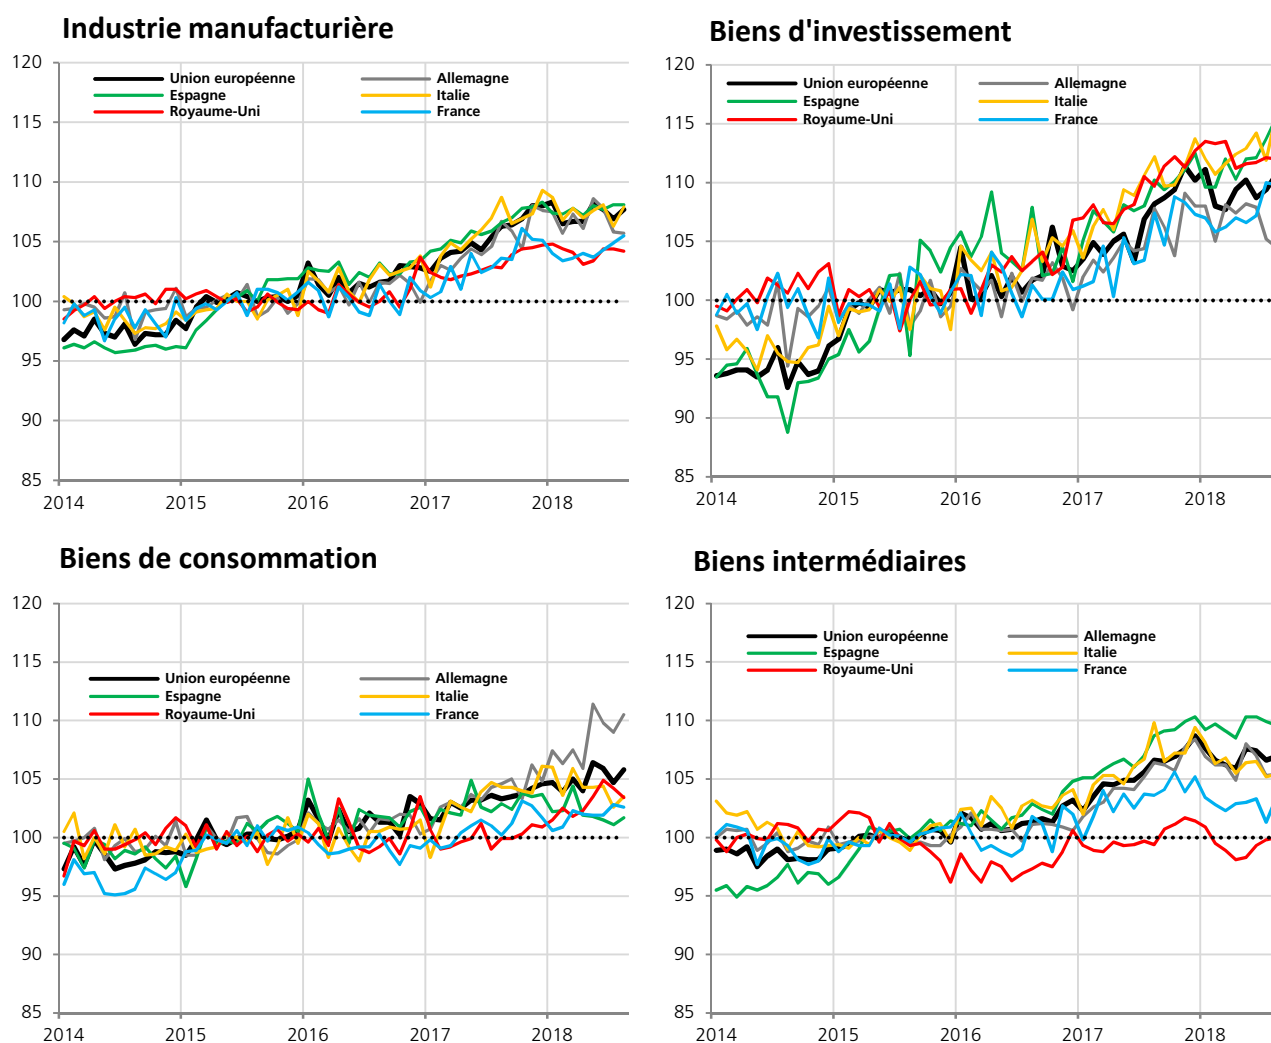 Industrie manufacturière
120
115
110
105
100
95
90
85
2014
2015
2016
2017
2018
Union européenne
Allemagne
Espagne
Italie
Royaume-Uni
France
Biens d'investissement
120
115
110
105
100
95
90
85
2014
2015
2016
2017
2018
Union européenne
Allemagne
Espagne
Italie
Royaume-Uni
France
Biens de consommation
120
115
110
105
100
95
90
85
2014
2015
2016
2017
2018
Union européenne
Allemagne
Espagne
Italie
Royaume-Uni
France
Biens intermédiaires
120
115
110
105
100
95
90
85
2014
2015
2016
2017
2018
Union européenne
Allemagne
Espagne
Italie
Royaume-Uni
France